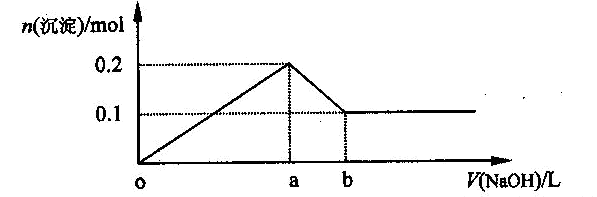 n(沉淀)/mol
0.2
0.1
o
a
b
V(NaOH)/L